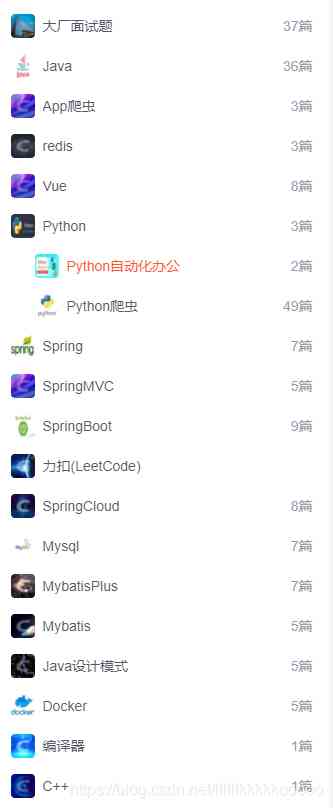 大厂面试题 37篇
Java 36篇
App爬虫 3篇
redis 3篇
Vue 8篇
Python 3篇
Python自动化办公 2篇
Python爬虫 49篇
Spring 7篇
SpringMVC 5篇
SpringBoot 9篇
力扣(LeetCode)
SpringCloud 8篇
Mysql 7篇
MybatisPlus 7篇
Mybatis 5篇
Java设计模式 5篇
Docker 5篇
编译器 1篇
C++ 1篇